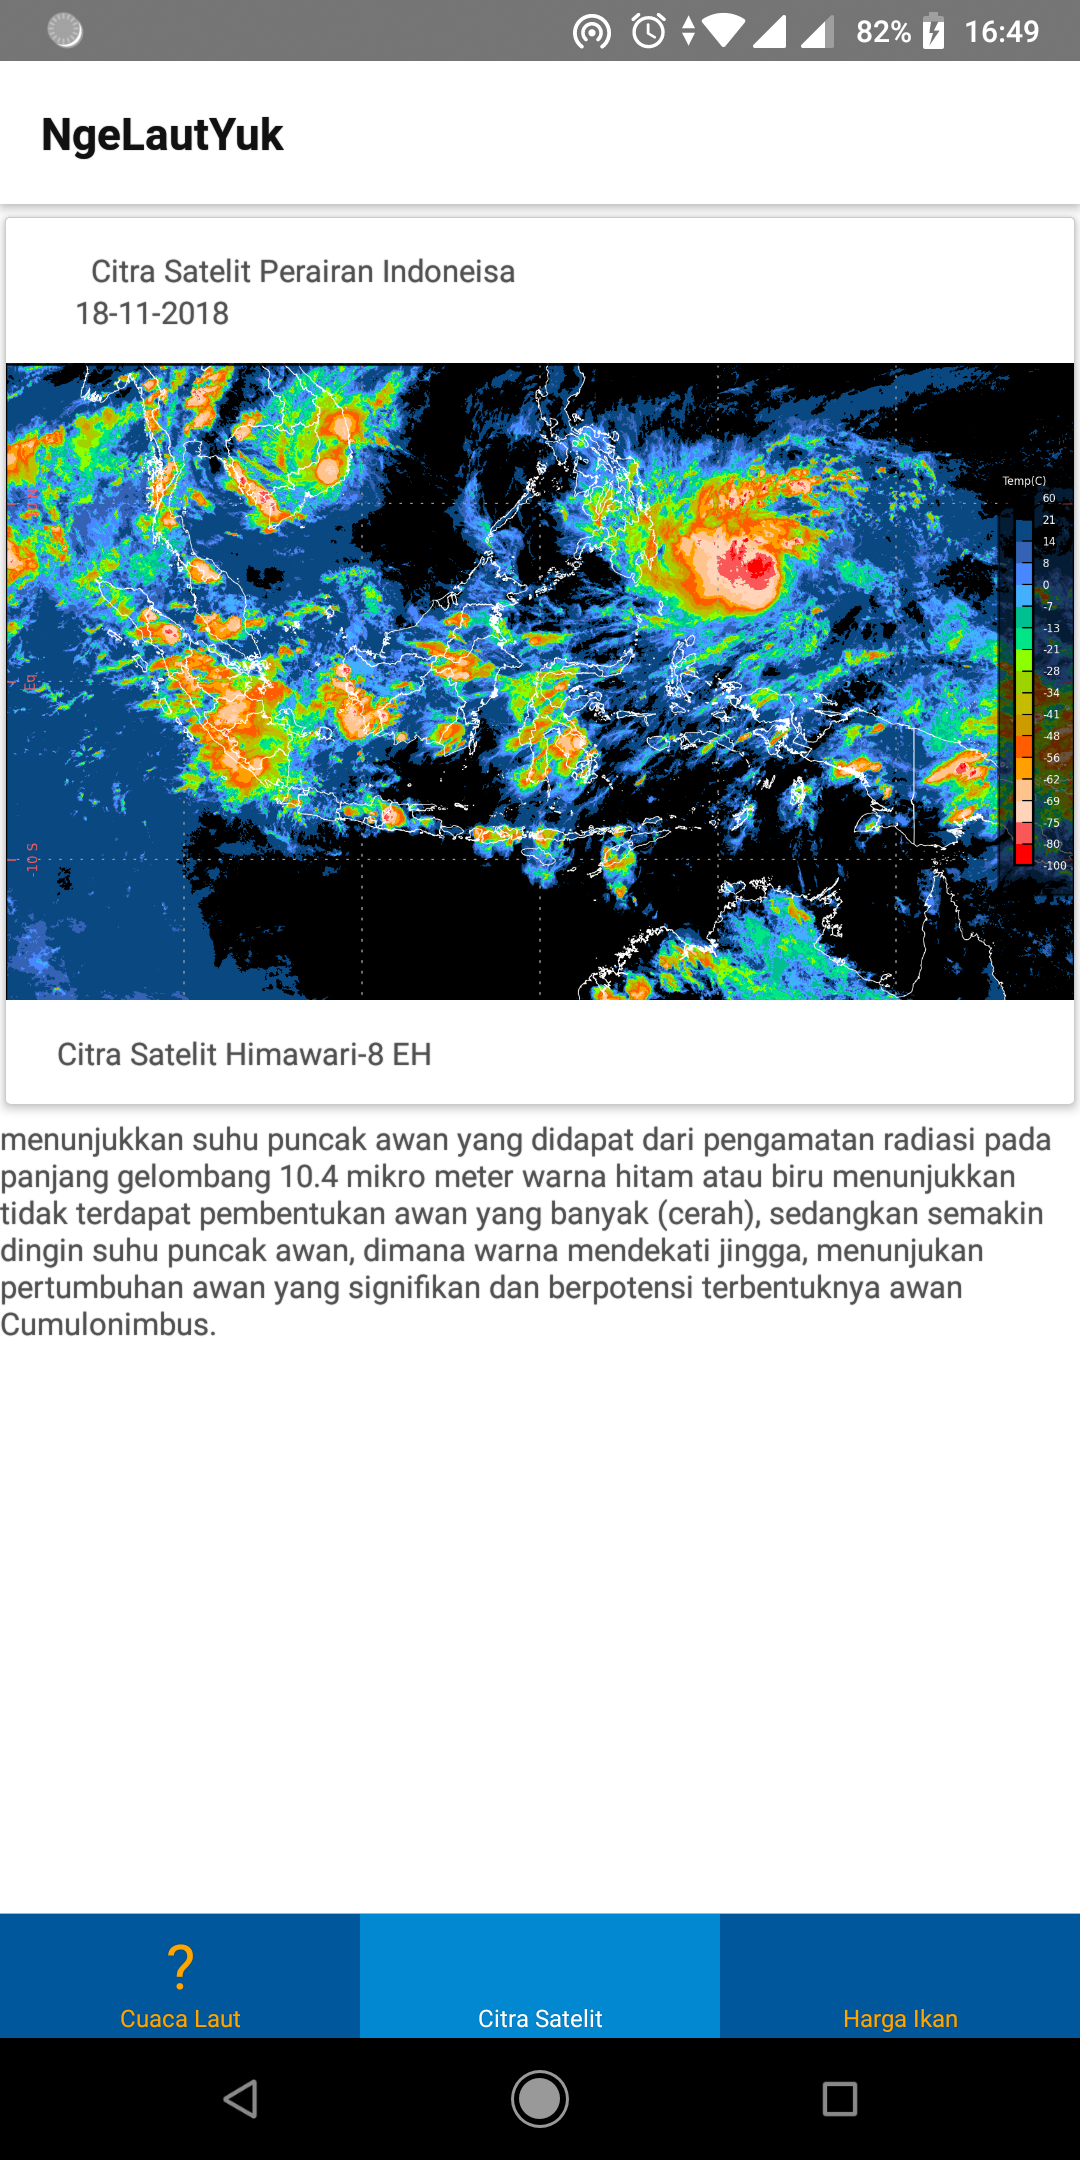 82% 16:49
NgeLautYuk
Citra Satelit Perairan Indoneisa
18-11-2018
Temp(C)
60
21
14
8
0
-7
-13
-21
-28
-34
-41
-48
-56
-62
-69
-75
-80
-100
Eq
-10 S
Citra Satelit Himawari-8 EH
menunjukkan suhu puncak awan yang didapat dari pengamatan radiasi pada
panjang gelombang 10.4 mikro meter warna hitam atau biru menunjukkan
tidak terdapat pembentukan awan yang banyak (cerah), sedangkan semakin
dingin suhu puncak awan, dimana warna mendekati jingga, menunjukan
pertumbuhan awan yang signifikan dan berpotensi terbentuknya awan
Cumulonimbus.
?
Cuaca Laut
Citra Satelit
Harga Ikan